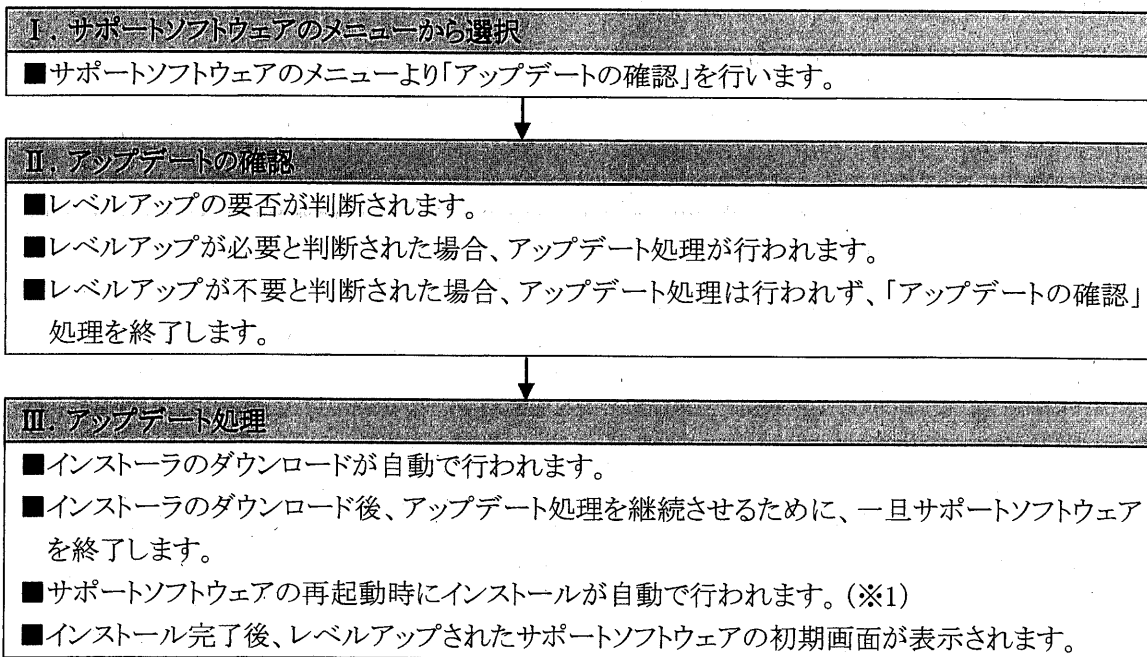 Ⅰ. サポートソフトウェアのメニューから選択
■サポートソフトウェアのメニューより「アップデートの確認」を行います。
Ⅱ. アップデートの確認
■レベルアップの要否が判断されます。
■レベルアップが必要と判断された場合、アップデート処理が行われます。
■レベルアップが不要と判断された場合、アップデート処理は行われず、「アップデートの確認」
処理を終了します。
Ⅲ. アップデート処理
■インストーラのダウンロードが自動で行われます。
■インストーラのダウンロード後、アップデート処理を継続させるために、一旦サポートソフトウェア
を終了します。
■サポートソフトウェアの再起動時にインストールが自動で行われます。(※1)
■インストール完了後、レベルアップされたサポートソフトウェアの初期画面が表示されます。